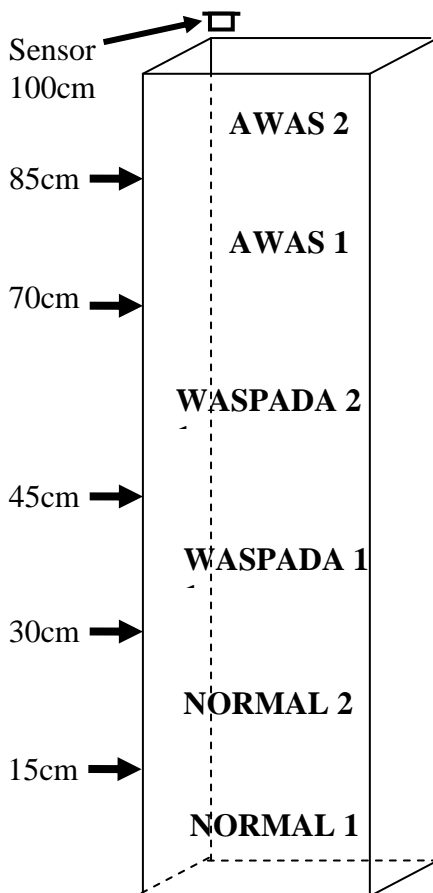 Sensor
100cm
AWAS 2
85cm
AWAS 1
70cm
WASPADA 2
45cm
WASPADA 1
30cm
NORMAL 2
15cm
NORMAL 1